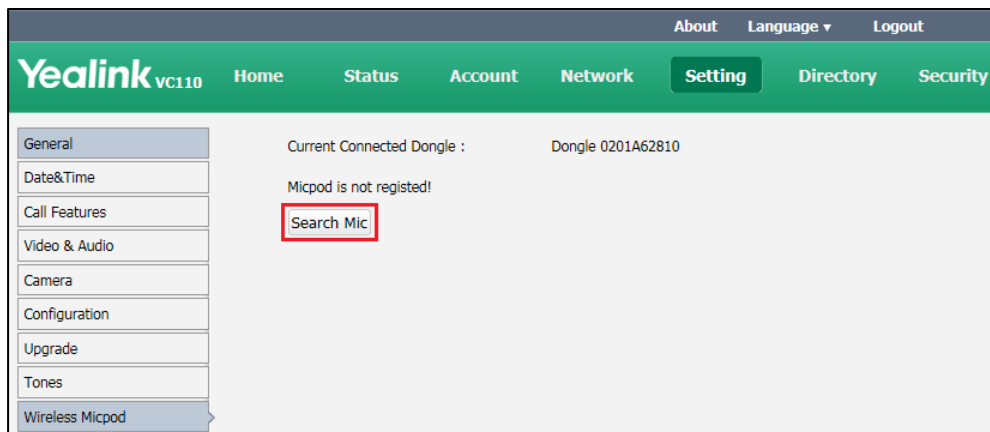 About Language Logout
Yealink VC110 Home Status Account Network Setting Directory Security
General
Date&Time
Call Features
Video & Audio
Camera
Configuration
Upgrade
Tones
Wireless Micpod
Current Connected Dongle : Dongle 0201A62810
Micpod is not registed!
Search Mic